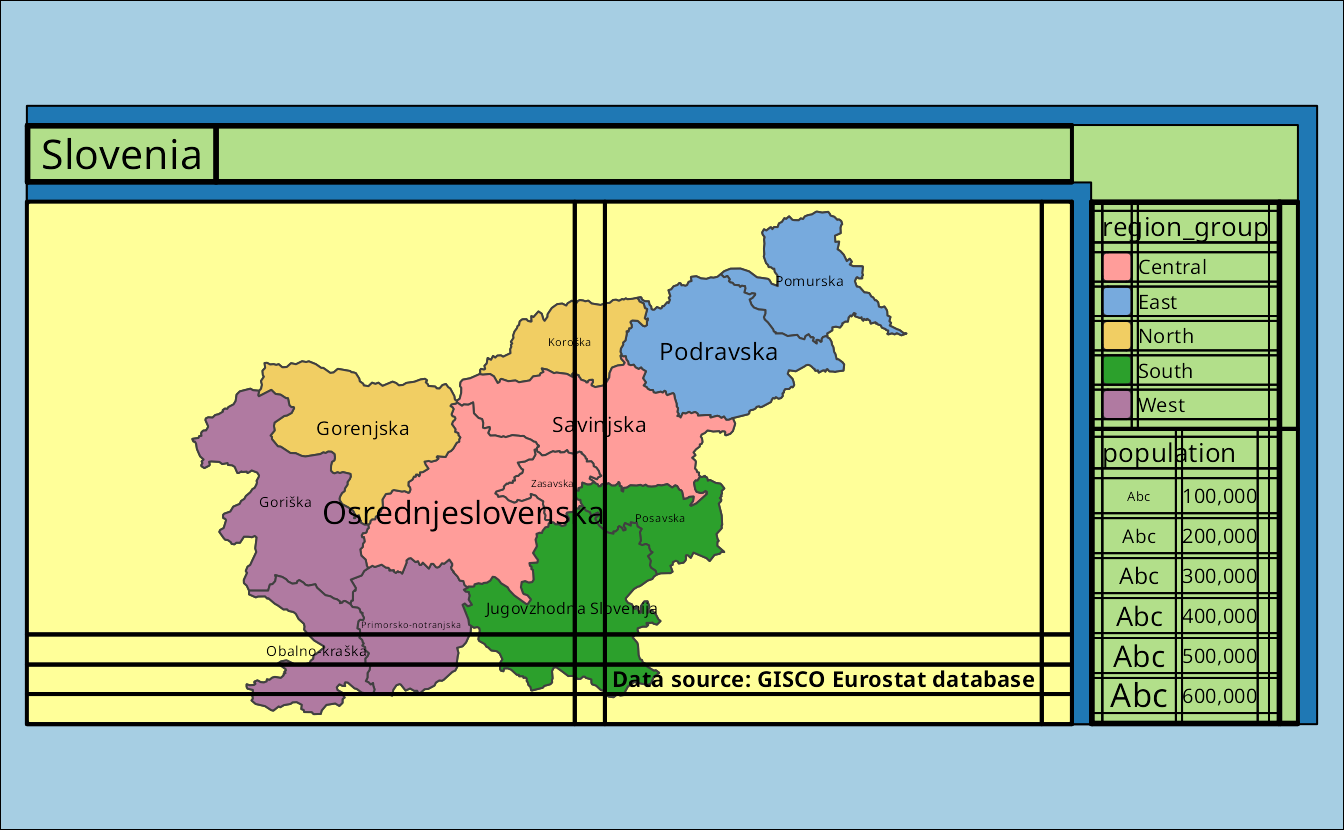 Slovenia
Pomurska
Koroška
Podravska
Savinjska
Gorenjska
Zasavska
Goriška
Osrednjeslovenska
Posavska
Jugovzhodna Slovenija
Primorsko-notranjska
Obalno-kraška
Data source: GISCO Eurostat database
region_group
Central
East
North
South
West
population
Abc 100,000
Abc 200,000
Abc 300,000
Abc 400,000
Abc 500,000
Abc 600,000